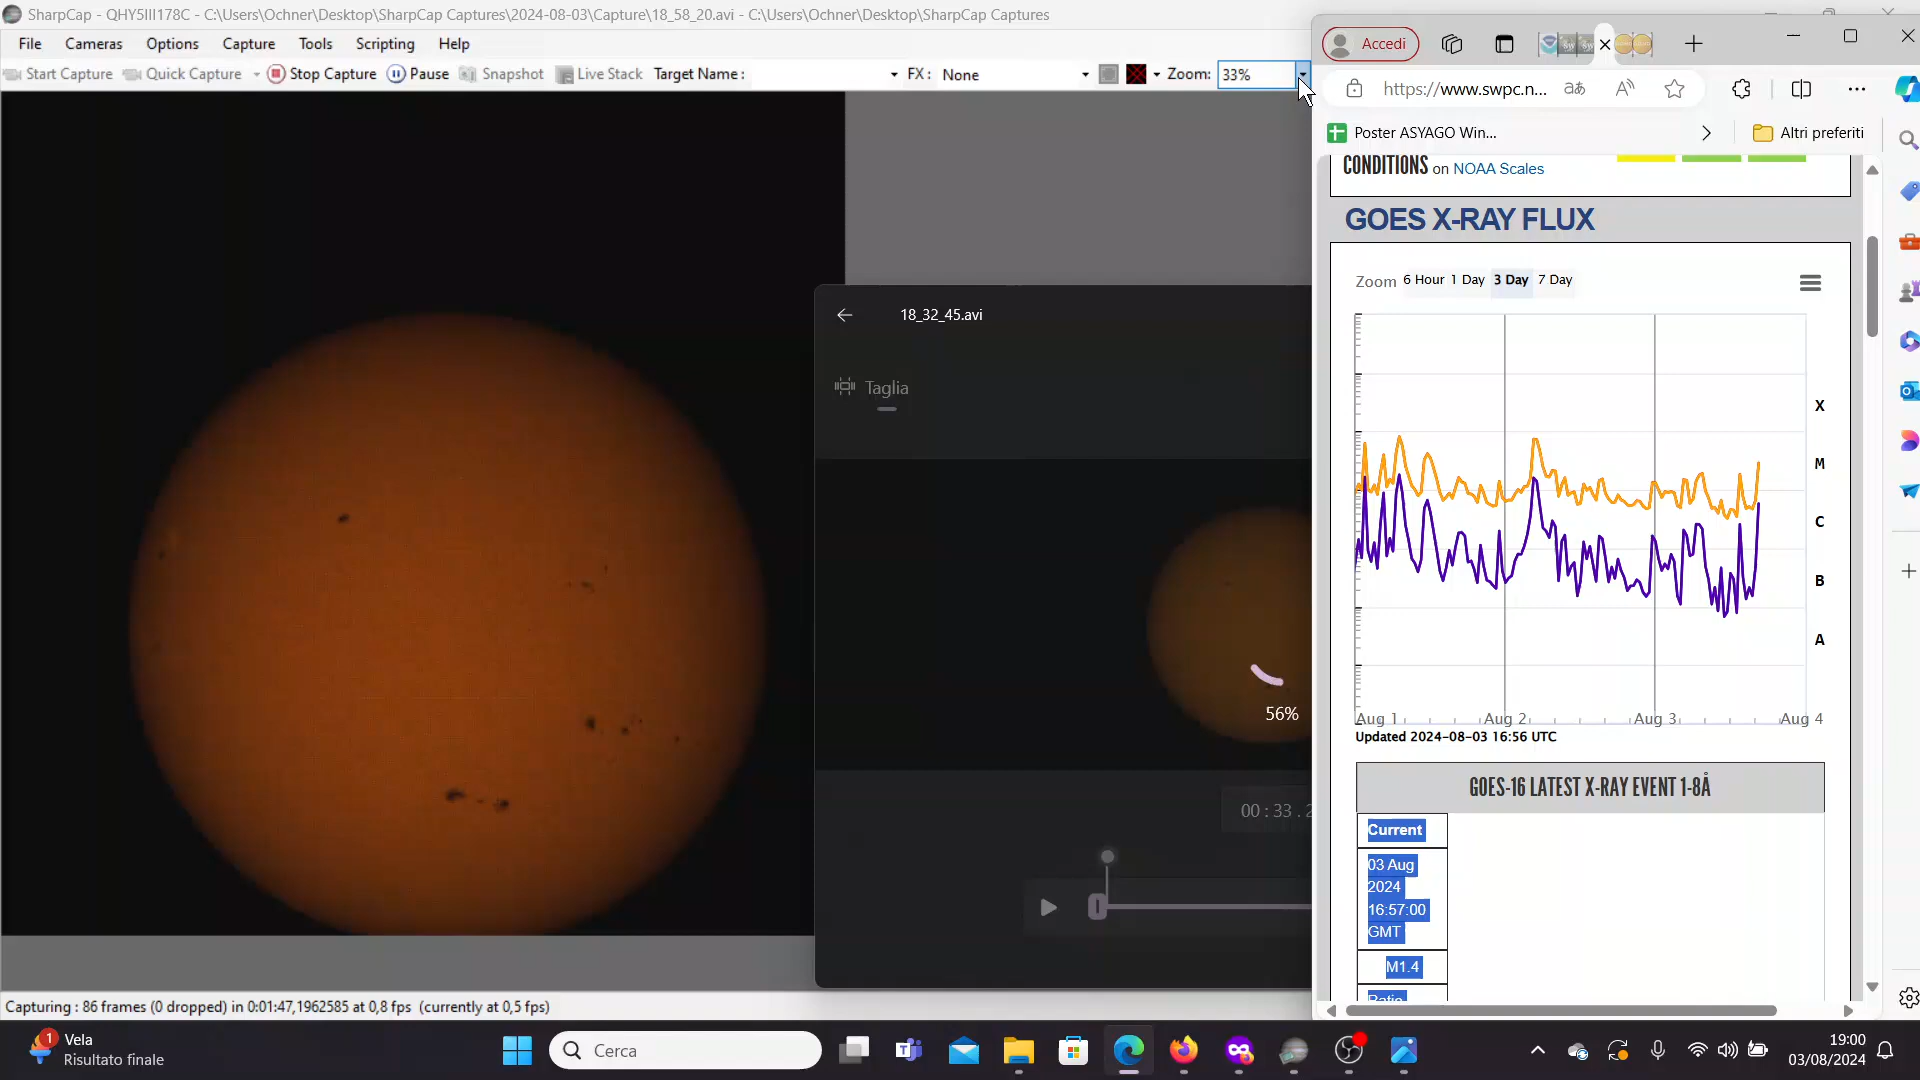 SharpCap - QHY5III178C - C:\Users\Ochner\Desktop\SharpCap Captures\2024-08-03\Capture\18_58_20.avi - C:\Users\Ochner\Desktop\SharpCap Captures
File Cameras Options Capture Tools Scripting Help
Start Capture Quick Capture Stop Capture Pause Snapshot Live Stack Target Name : FX : None Zoom: 33%
18_32_45.avi
Taglia
56%
00 : 33 . 2
Capturing : 86 frames (0 dropped) in 0:01:47,1962585 at 0,8 fps (currently at 0,5 fps)
Accedi
https://www.swpc.n...
Poster ASYAGO Win...
Altri preferiti
CONDITIONS on NOAA Scales
GOES X-RAY FLUX
Zoom 6 Hour 1 Day 3 Day 7 Day
X
M
C
B
A
Aug 1 Aug 2 Aug 3 Aug 4
Updated 2024-08-03 16:56 UTC
GOES-16 LATEST X-RAY EVENT 1-8Å
Current
03 Aug
2024
16:57:00
GMT
M1.4
Ratio
1
Vela
Risultato finale
Cerca
19:00
03/08/2024